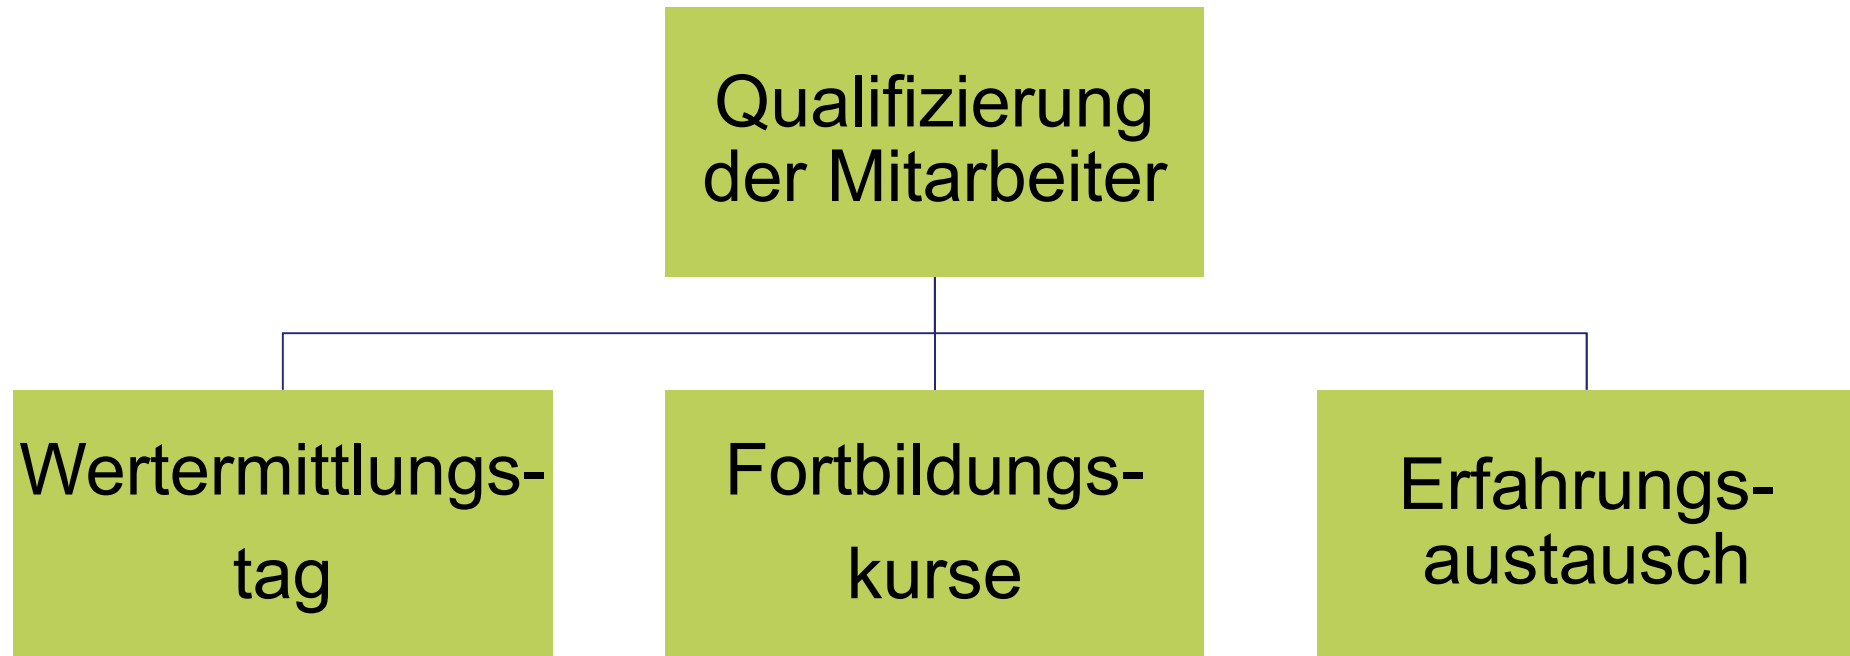 Qualifizierung
der Mitarbeiter
Wertermittlungs-
tag
Fortbildungs-
kurse
Erfahrungs-
austausch